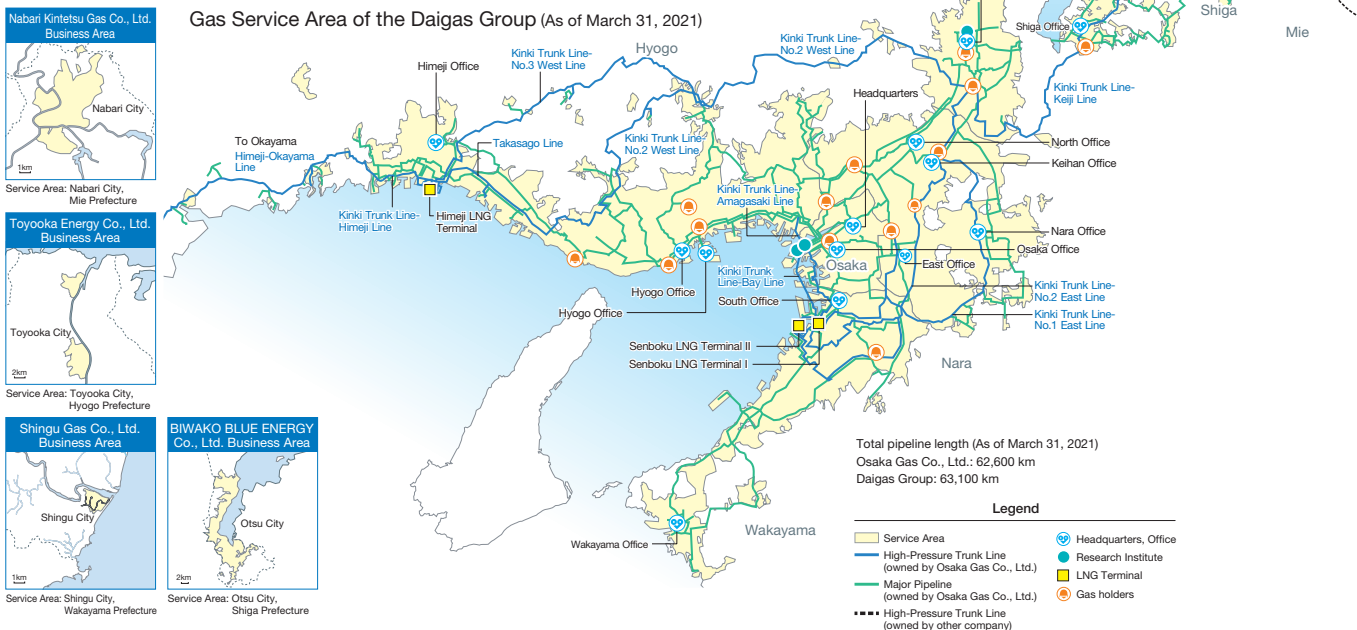 Gas Service Area of the Daigas Group (As of March 31, 2021)
Nabari Kintetsu Gas Co., Ltd.
Business Area
Nabari City
1km
Service Area: Nabari City,
Mie Prefecture
Toyooka Energy Co., Ltd.
Business Area
Toyooka City
2km
Service Area: Toyooka City,
Hyogo Prefecture
Shingu Gas Co., Ltd.
Business Area
Shingu City
1km
Service Area: Shingu City,
Wakayama Prefecture
BIWAKO BLUE ENERGY
Co., Ltd. Business Area
Otsu City
2km
Service Area: Otsu City,
Shiga Prefecture
Shiga
Mie
Shiga Office
Hyogo
Kinki Trunk Line-
No.2 West Line
Kinki Trunk Line-
No.3 West Line
Himeji Office
Headquarters
Kinki Trunk Line-
Keiji Line
To Okayama
Himeji-Okayama
Line
Takasago Line
Kinki Trunk Line-
No.2 West Line
North Office
Keihan Office
Kinki Trunk Line-
Amagasaki Line
Kinki Trunk Line-
Himeji Line
Himeji LNG
Terminal
Nara Office
Osaka Office
Osaka
East Office
Kinki Trunk
Line-Bay Line
Hyogo Office
South Office
Kinki Trunk Line-
No.2 East Line
Hyogo Office
Kinki Trunk Line-
No.1 East Line
Senboku LNG Terminal II
Senboku LNG Terminal I
Nara
Wakayama
Wakayama Office
Total pipeline length (As of March 31, 2021)
Osaka Gas Co., Ltd.: 62,600 km
Daigas Group: 63,100 km
Legend
Service Area
High-Pressure Trunk Line
(owned by Osaka Gas Co., Ltd.)
Major Pipeline
(owned by Osaka Gas Co., Ltd.)
High-Pressure Trunk Line
(owned by other company)
Headquarters, Office
Research Institute
LNG Terminal
Gas holders